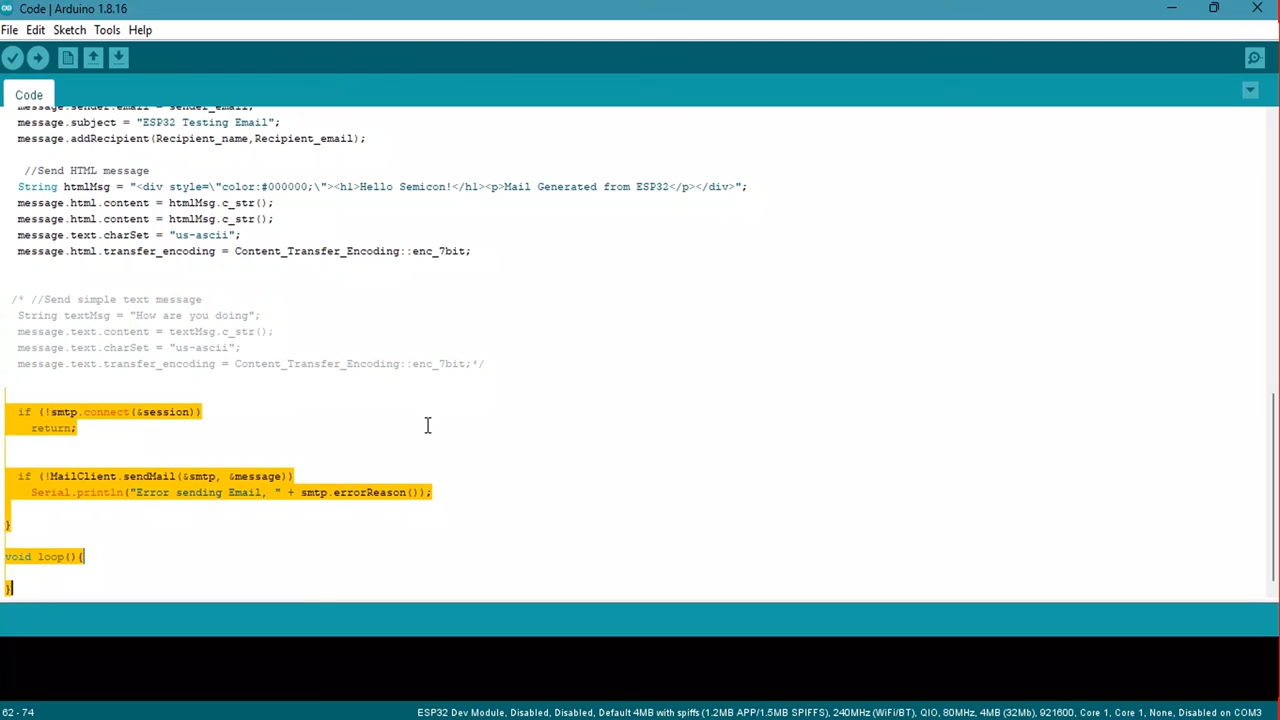 Code | Arduino 1.8.16
File Edit Sketch Tools Help
Code
message.sender.email = sender_email;
message.subject = "ESP32 Testing Email";
message.addRecipient(Recipient_name,Recipient_email);
//Send HTML message
String htmlMsg = "<div style=\"color:#000000;\"><h1>Hello Semicon!</h1><p>Mail Generated from ESP32</p></div>";
message.html.content = htmlMsg.c_str();
message.html.content = htmlMsg.c_str();
message.text.charSet = "us-ascii";
message.html.transfer_encoding = Content_Transfer_Encoding::enc_7bit;
/* //Send simple text message
String textMsg = "How are you doing";
message.text.content = textMsg.c_str();
message.text.charSet = "us-ascii";
message.text.transfer_encoding = Content_Transfer_Encoding::enc_7bit;*/
if (!smtp.connect(&session))
return;
if (!MailClient.sendMail(&smtp, &message))
Serial.println("Error sending Email, " + smtp.errorReason());
}
void loop(){
}
62 - 74
ESP32 Dev Module, Disabled, Disabled, Default 4MB with spiffs (1.2MB APP/1.5MB SPIFFS), 240MHz (WiFi/BT), QIO, 80MHz, 4MB (32Mb), 921600, Core 1, Core 1, None, Disabled on COM3